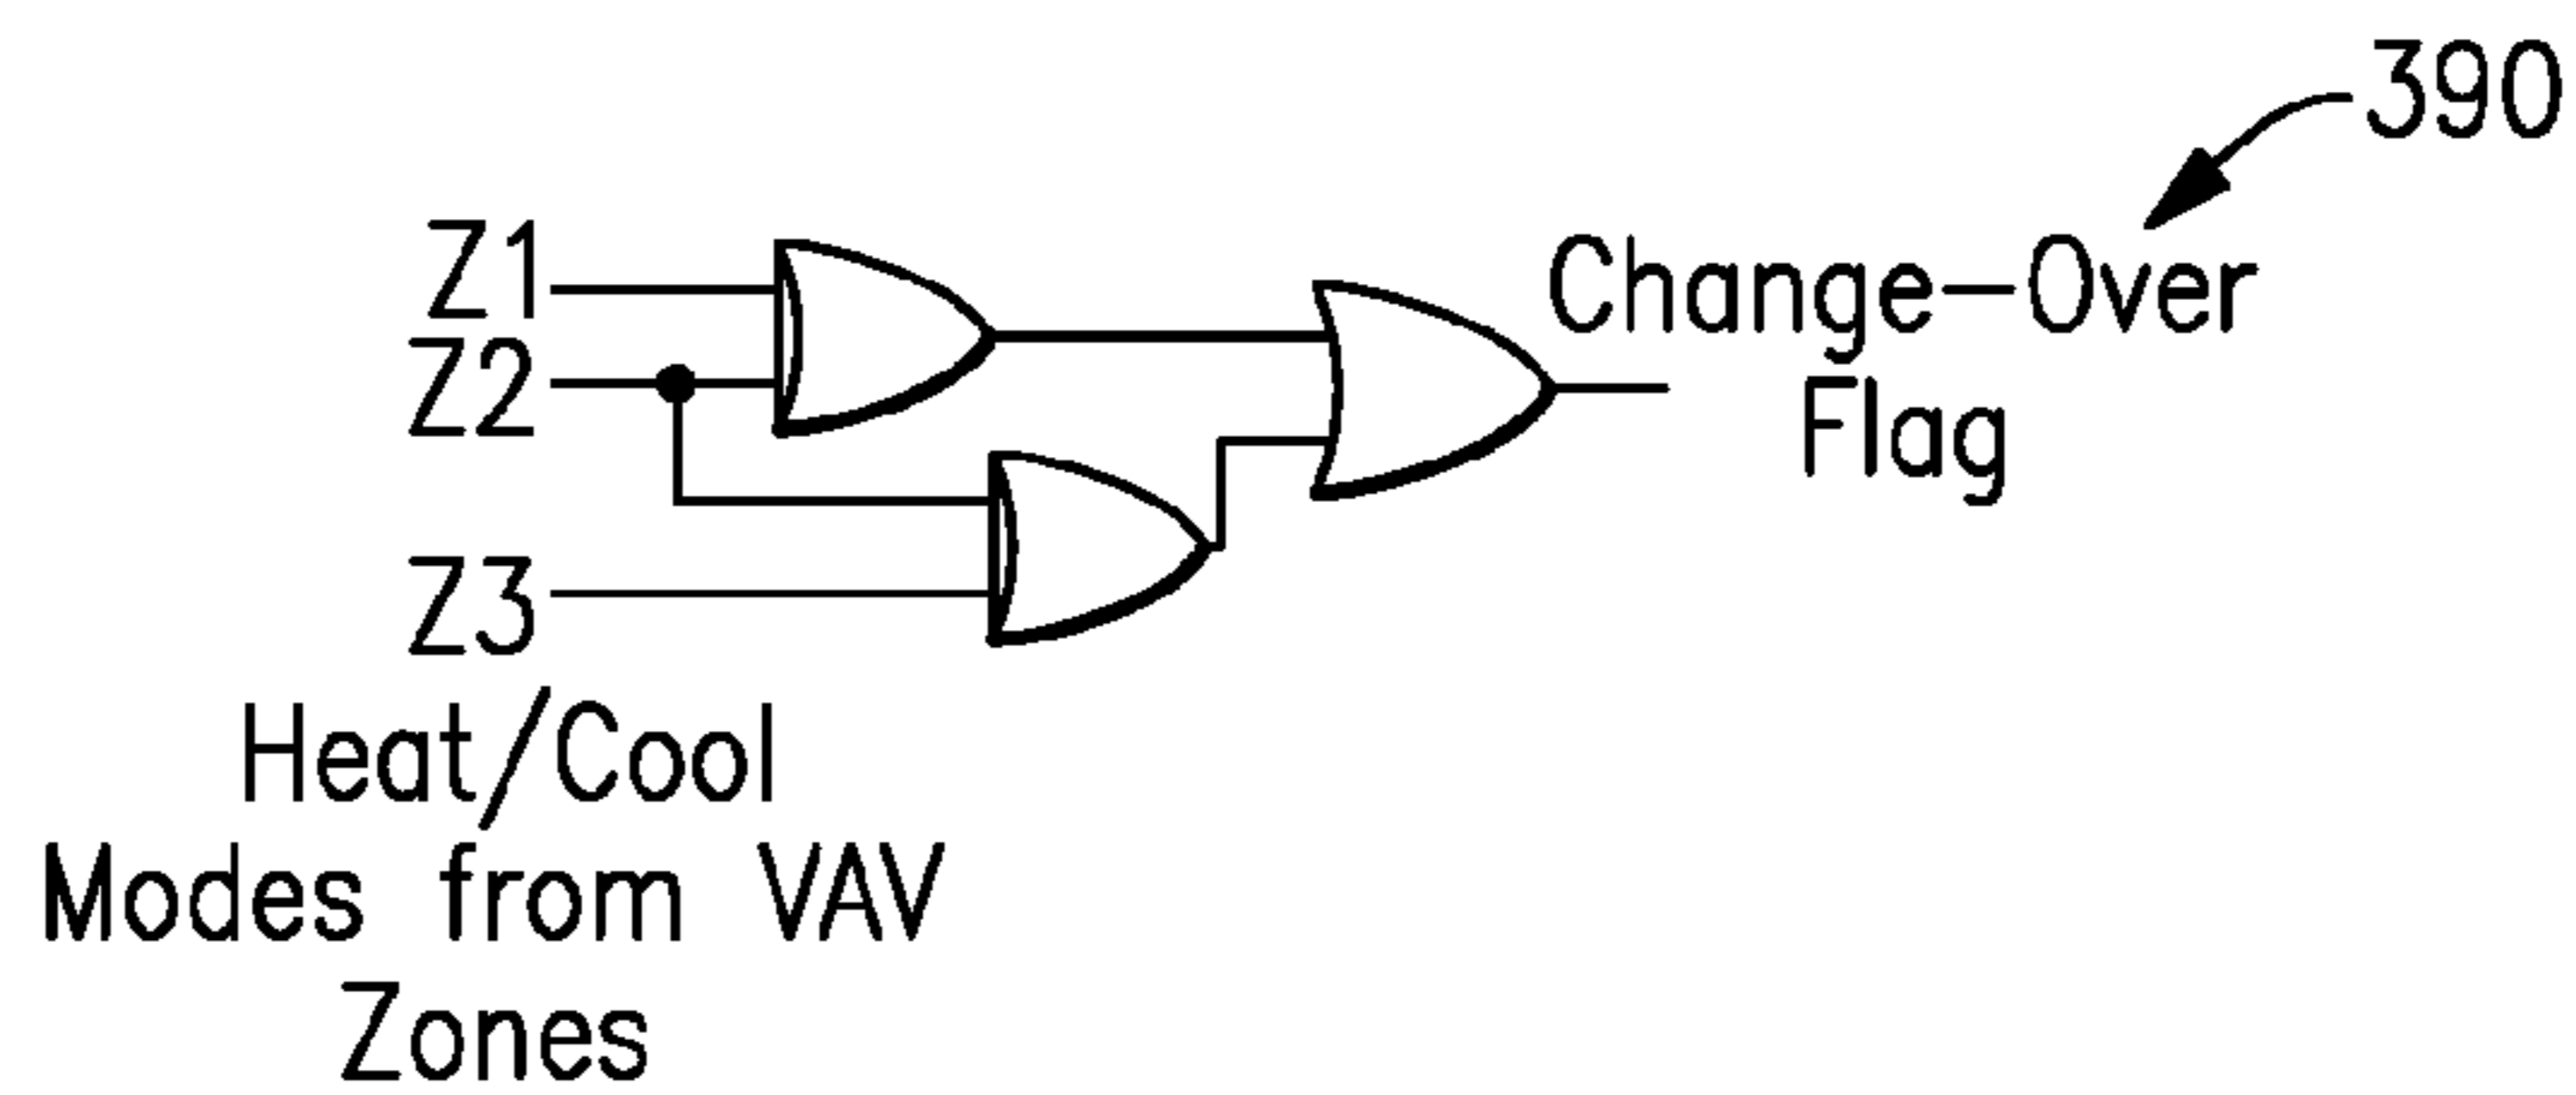 390
Z1
Z2
Z3
Change-Over
Flag
Heat/Cool
Modes from VAV
Zones